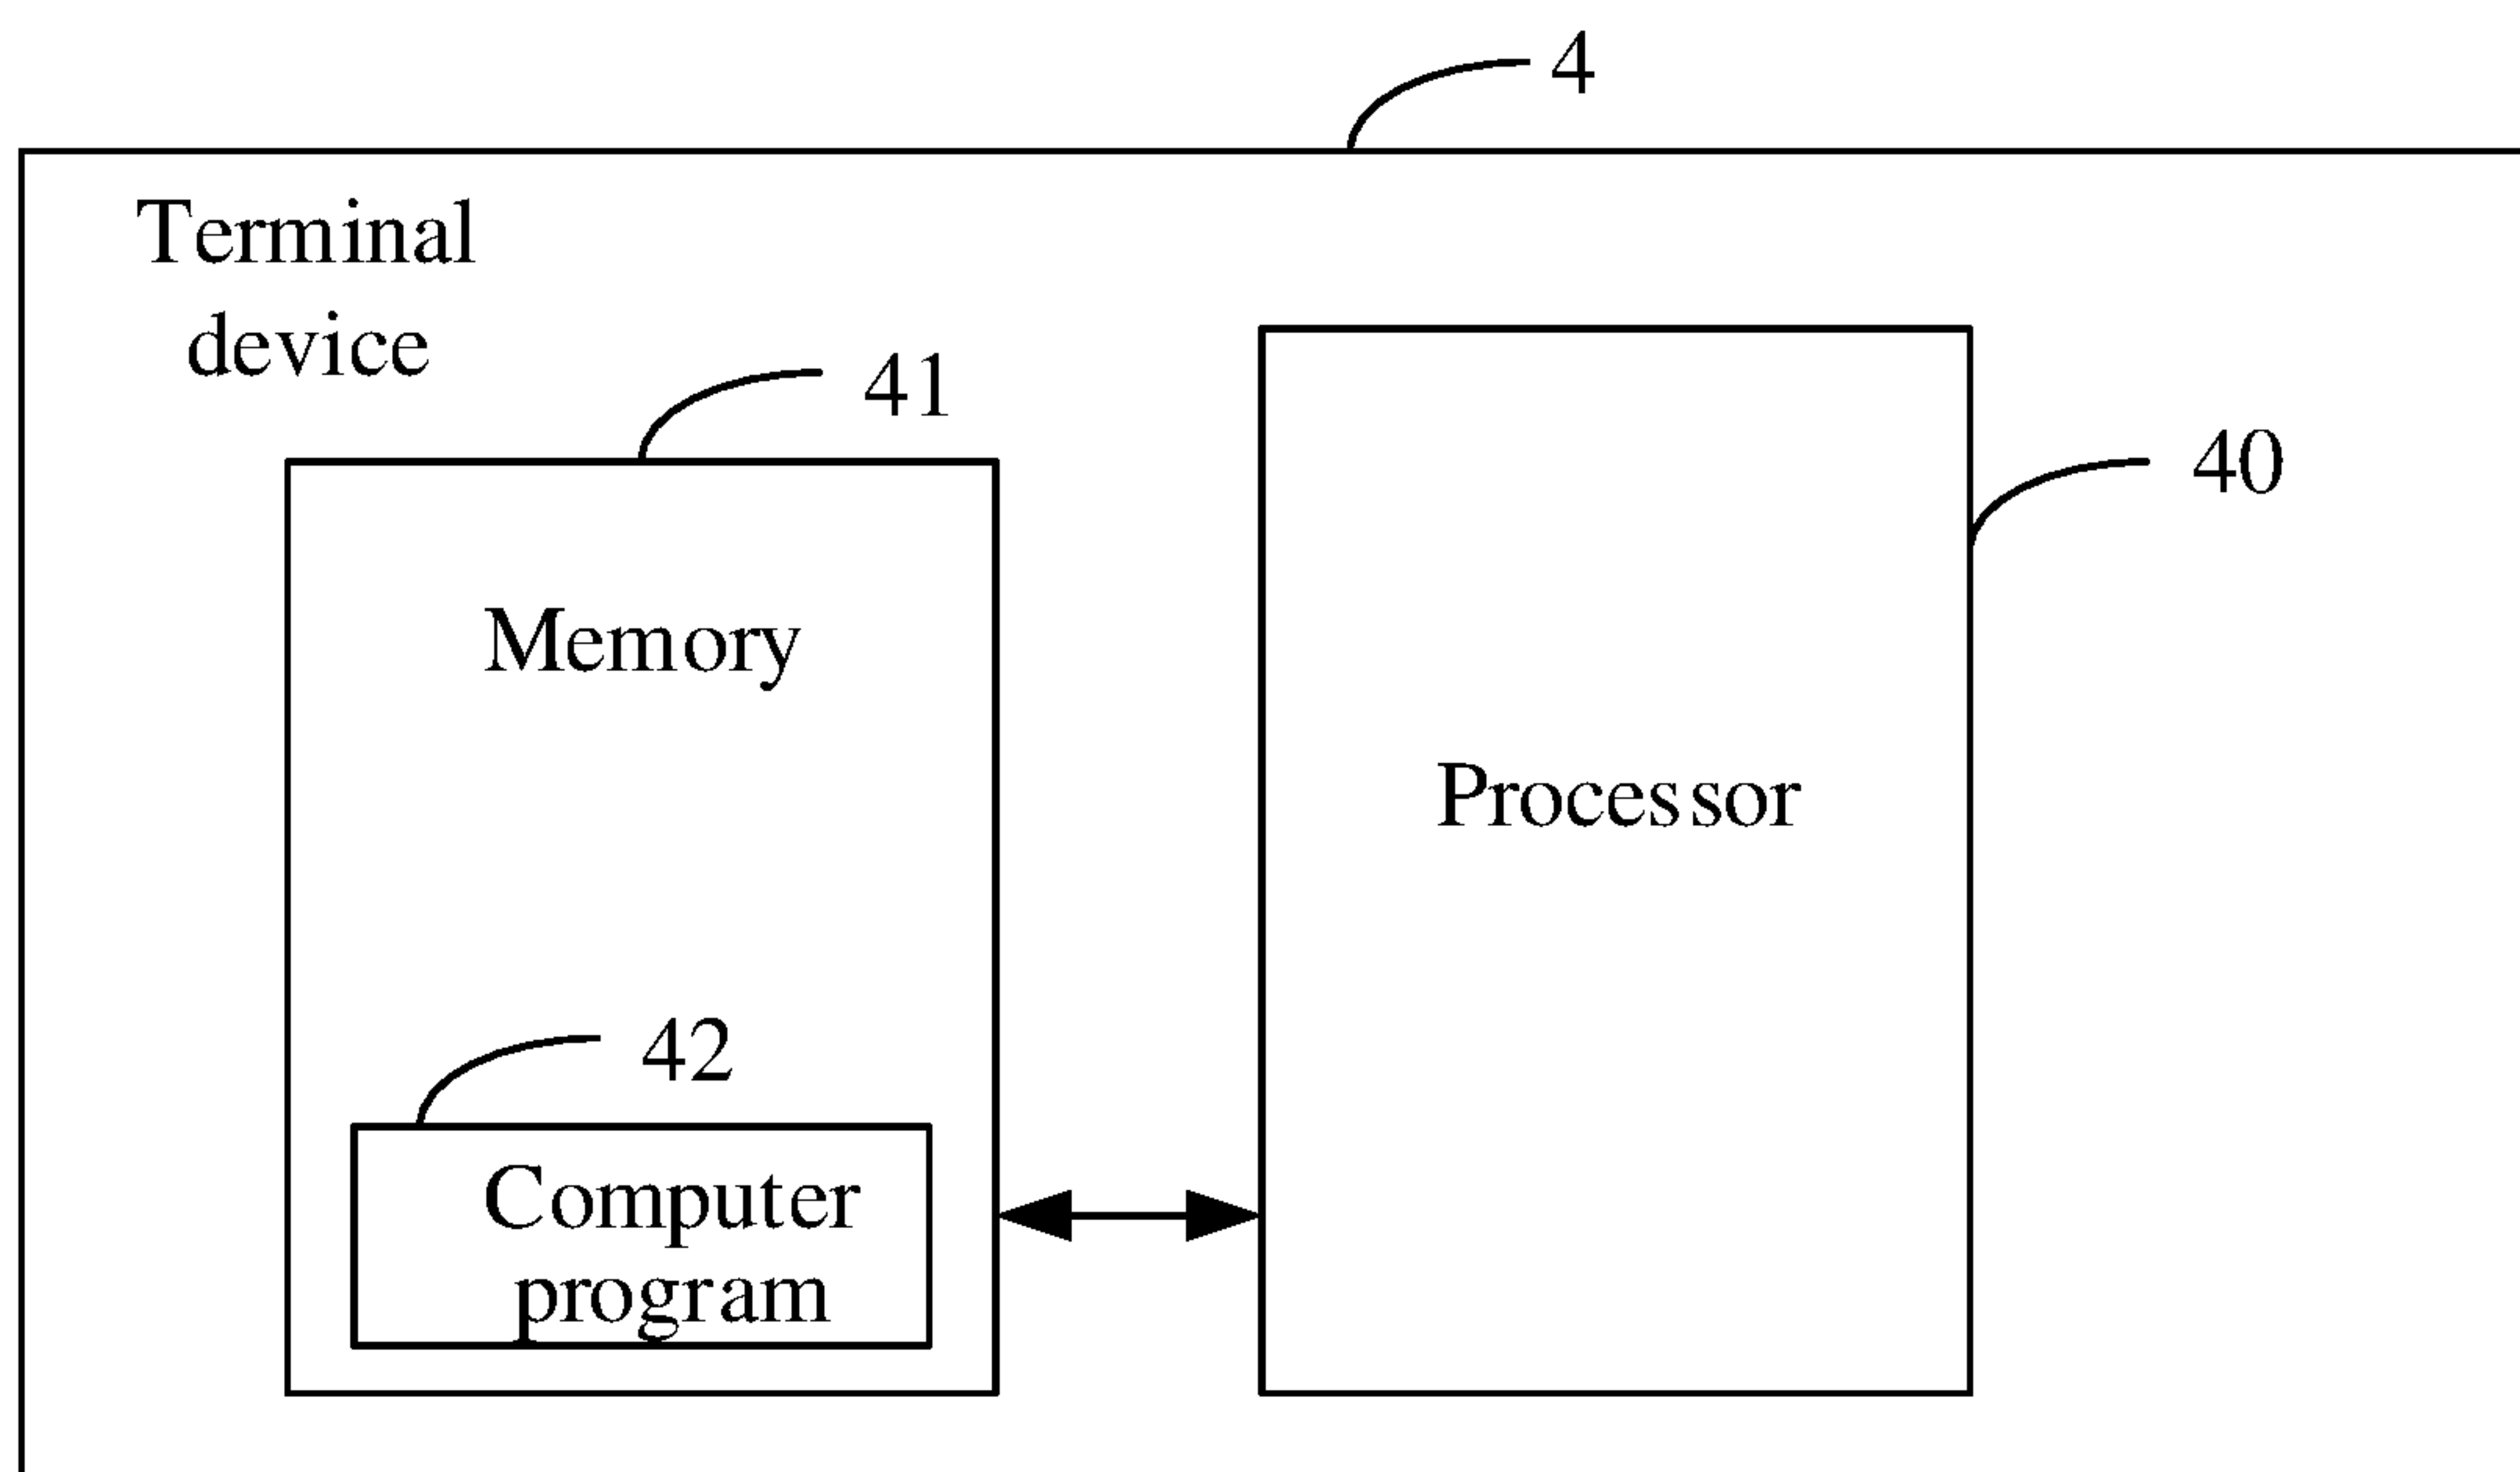 4
Terminal
device
41
40
Memory
Processor
42
Computer
program